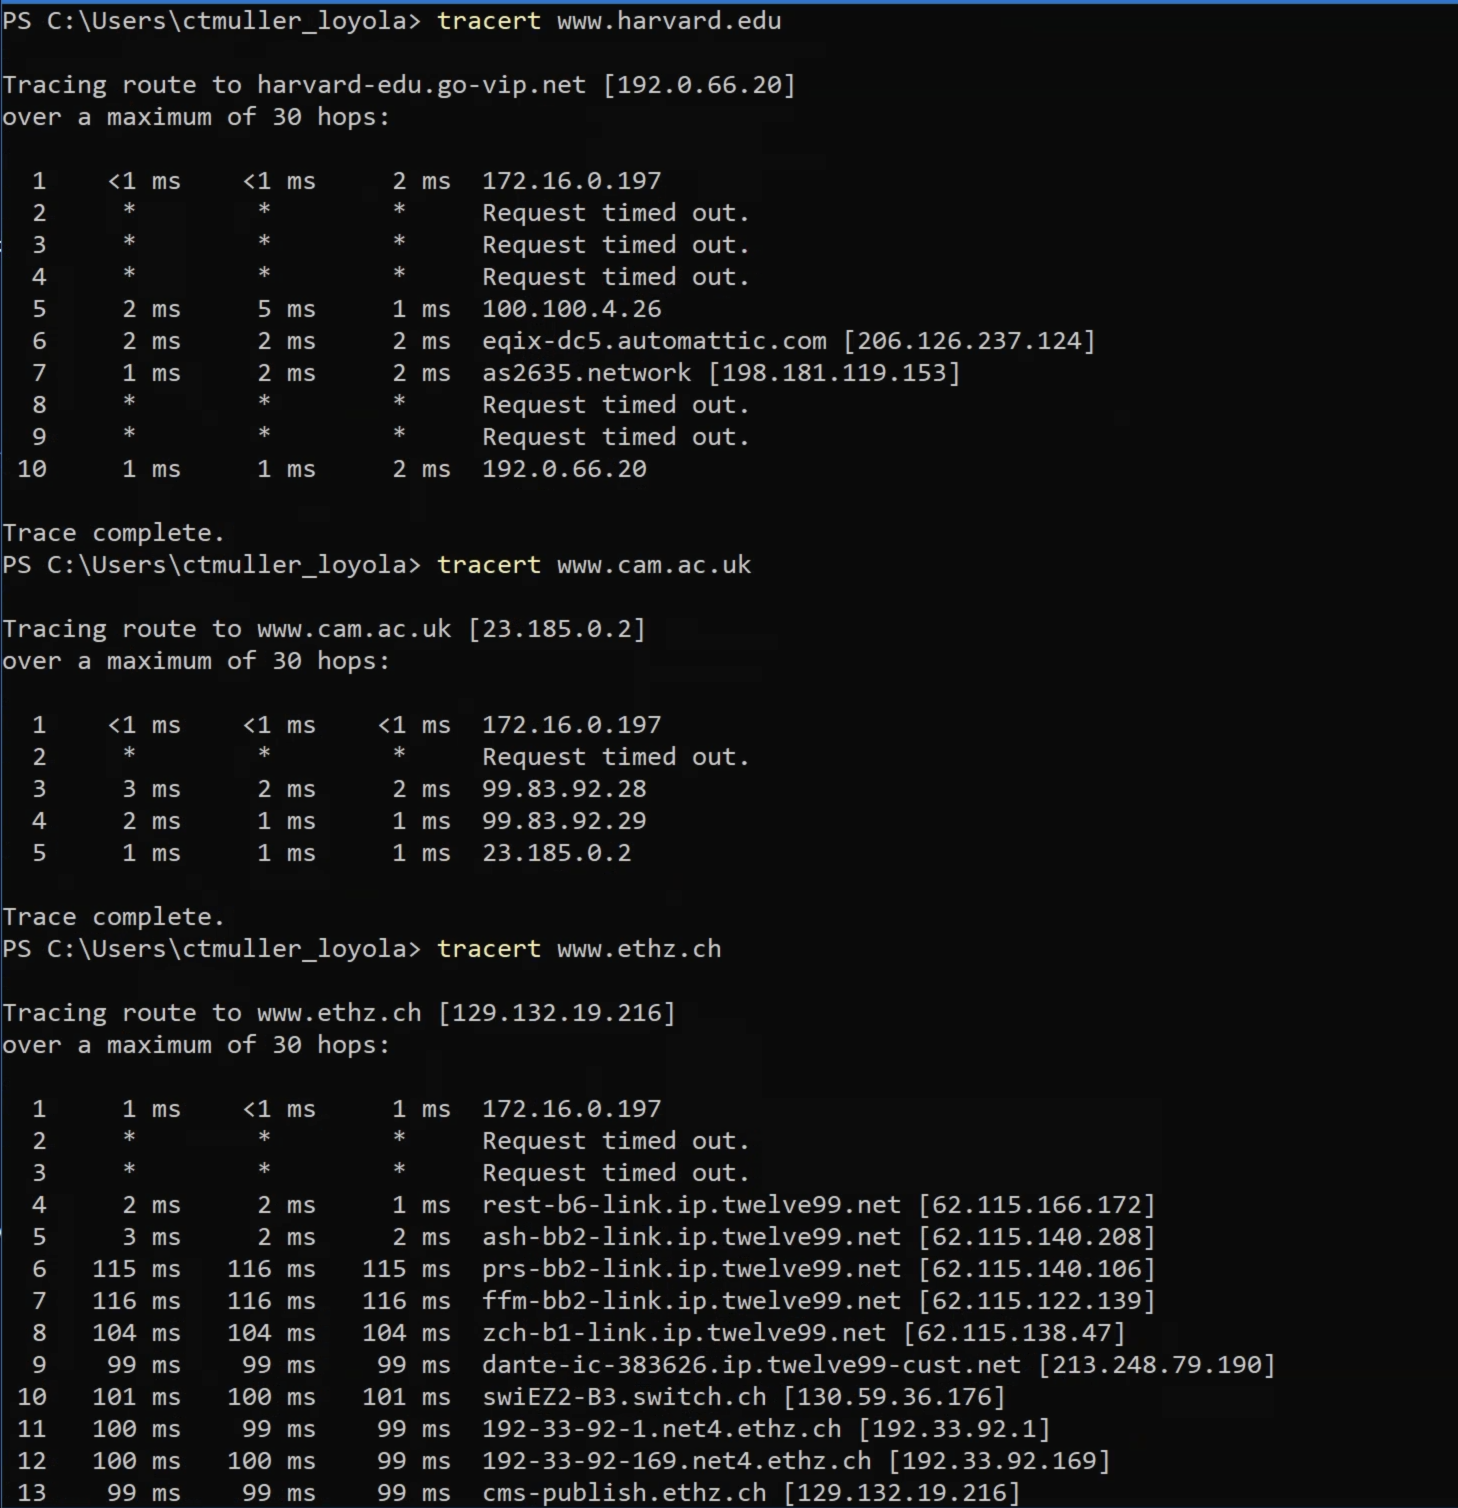 PS C:\Users\ctmuller_loyola> tracert www.harvard.edu
Tracing route to harvard-edu.go-vip.net [192.0.66.20]
over a maximum of 30 hops:
1 <1 ms <1 ms 2 ms 172.16.0.197
2 * * * Request timed out.
3 * * * Request timed out.
4 * * * Request timed out.
5 2 ms 5 ms 1 ms 100.100.4.26
6 2 ms 2 ms 2 ms eqix-dc5.automattic.com [206.126.237.124]
7 1 ms 2 ms 2 ms as2635.network [198.181.119.153]
8 * * * Request timed out.
9 * * * Request timed out.
10 1 ms 1 ms 2 ms 192.0.66.20
Trace complete.
PS C:\Users\ctmuller_loyola> tracert www.cam.ac.uk
Tracing route to www.cam.ac.uk [23.185.0.2]
over a maximum of 30 hops:
1 <1 ms <1 ms <1 ms 172.16.0.197
2 * * * Request timed out.
3 3 ms 2 ms 2 ms 99.83.92.28
4 2 ms 1 ms 1 ms 99.83.92.29
5 1 ms 1 ms 1 ms 23.185.0.2
Trace complete.
PS C:\Users\ctmuller_loyola> tracert www.ethz.ch
Tracing route to www.ethz.ch [129.132.19.216]
over a maximum of 30 hops:
1 1 ms <1 ms 1 ms 172.16.0.197
2 * * * Request timed out.
3 * * * Request timed out.
4 2 ms 2 ms 1 ms rest-b6-link.ip.twelve99.net [62.115.166.172]
5 3 ms 2 ms 2 ms ash-bb2-link.ip.twelve99.net [62.115.140.208]
6 115 ms 116 ms 115 ms prs-bb2-link.ip.twelve99.net [62.115.140.106]
7 116 ms 116 ms 116 ms ffm-bb2-link.ip.twelve99.net [62.115.122.139]
8 104 ms 104 ms 104 ms zch-b1-link.ip.twelve99.net [62.115.138.47]
9 99 ms 99 ms 99 ms dante-ic-383626.ip.twelve99-cust.net [213.248.79.190]
10 101 ms 100 ms 101 ms swiEZ2-B3.switch.ch [130.59.36.176]
11 100 ms 99 ms 99 ms 192-33-92-1.net4.ethz.ch [192.33.92.1]
12 100 ms 100 ms 99 ms 192-33-92-169.net4.ethz.ch [192.33.92.169]
13 99 ms 99 ms 99 ms cms-publish.ethz.ch [129.132.19.216]